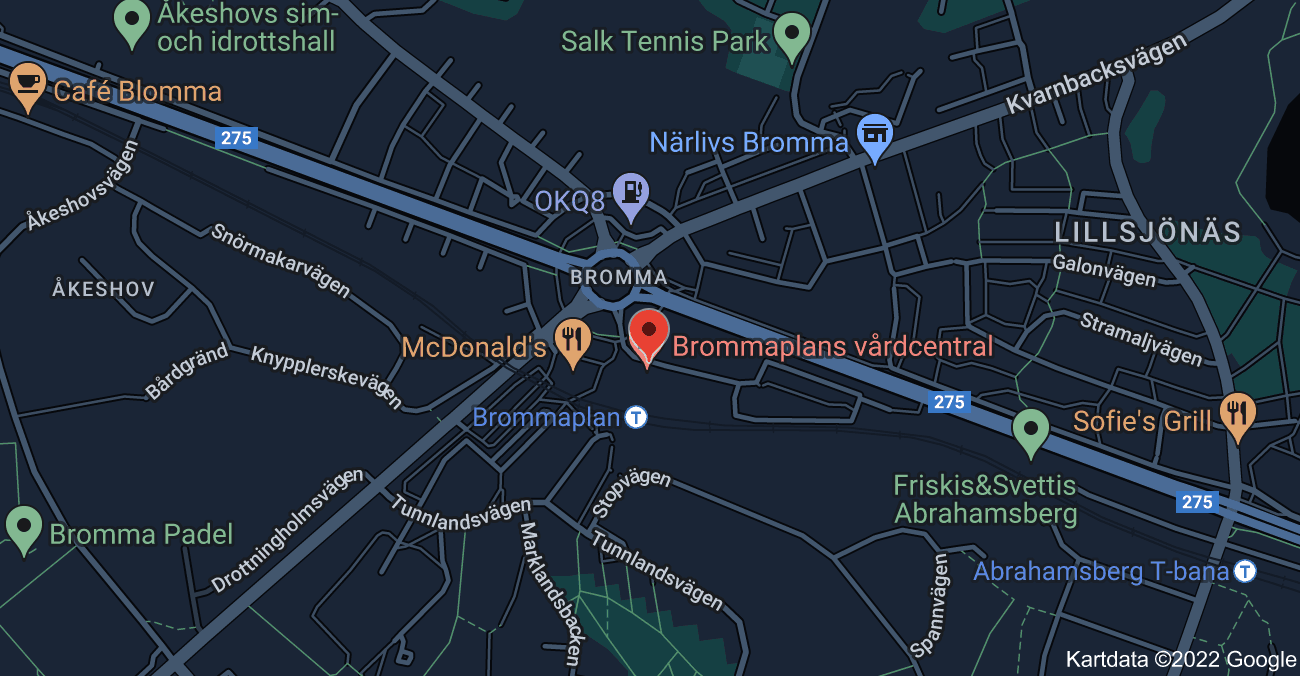 Åkeshovs sim-
och idrottshall
Salk Tennis Park
Kvarnbacksvägen
Café Blomma
275
Närlivs Bromma
Åkeshovsvägen
OKQ8
Snörmakarvägen
LILLSJÖNÄS
BROMMA
Galonvägen
ÅKESHOV
Stramaljvägen
McDonald's
Brommaplans vårdcentral
Bårdgränd
Knypplerskevägen
275
Brommaplan
T
Sofie's Grill
Friskis&Svettis
Abrahamsberg
Stopvägen
275
Drottningholmsvägen
Tunnlandsvägen
Bromma Padel
Marklandsbacken
Tunnlandsvägen
Spannvägen
Abrahamsberg T-bana
T
Kartdata ©2022 Google